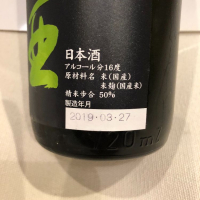 日本酒
アルコール分16度
原材料名 米(国産)
米麹(国産米)
精米歩合 50%
製造年月
2019.03.27